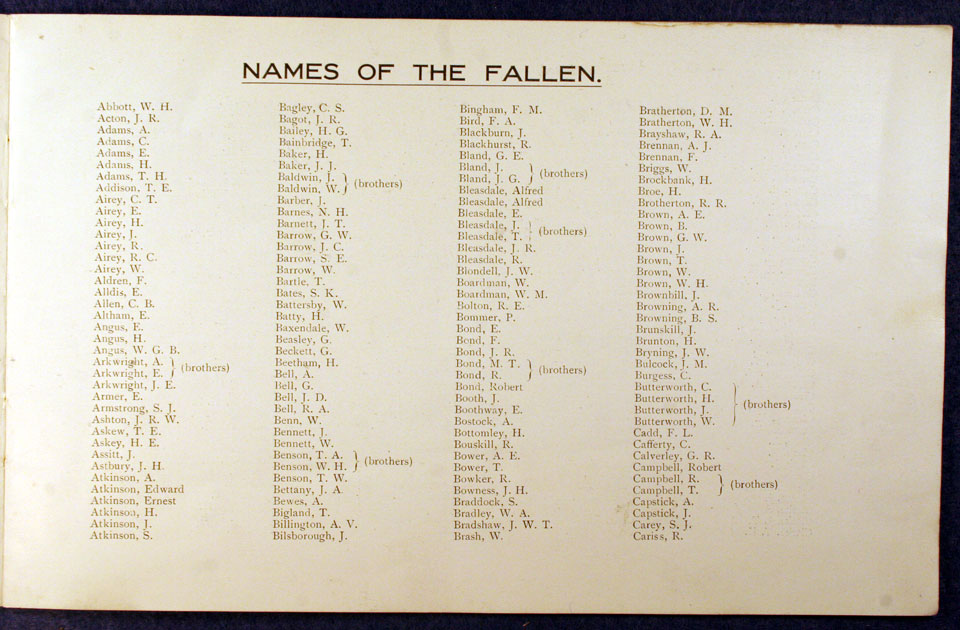 NAMES OF THE FALLEN.
Abbott, W. H.
Acton, J. R.
Adams, A.
Adams, C.
Adams, E.
Adams, H.
Adams, T. H.
Addison, T. E.
Airey, C. T.
Airey, E.
Airey, H.
Airey, J.
Airey, R.
Airey, R. C.
Airey, W.
Aldren, F.
Alldis, E.
Allen, C. B.
Altham, E.
Angus, E.
Angus, H.
Angus, W. G. B.
Arkwright, A.
Arkwright, E. (brothers)
Arkwright, J. E.
Armer, E.
Armstrong, S. J.
Ashton, J. R. W.
Askew, T. E.
Askey, H. E.
Assitt, J.
Astbury, J. H.
Atkinson, A.
Atkinson, Edward
Atkinson, Ernest
Atkinson, H.
Atkinson, J.
Atkinson, S.
Bagley, C. S.
Bagot, J. R.
Bailey, H. G.
Bainbridge, T.
Baker, H.
Baker, J. J.
Baldwin, J.
Baldwin, W. (brothers)
Barber, J.
Barnes, N. H.
Barnett, J. T.
Barrow, G. W.
Barrow, J. C.
Barrow, S. E.
Barrow, W.
Bartle, T.
Bates, S. K.
Battersby, W.
Batty, H.
Baxendale, W.
Beasley, G.
Beckett, G.
Beetham, H.
Bell, A.
Bell, G.
Bell, J. D.
Bell, R. A.
Benn, W.
Bennett, J.
Bennett, W.
Benson, T. A.
Benson, W. H. (brothers)
Benson, T. W.
Bettany, J. A.
Bewes, A.
Bigland, T.
Billington, A. V.
Bilsborough, J.
Bingham, F. M.
Bird, F. A.
Blackburn, J.
Blackhurst, R.
Bland, G. E.
Bland, J.
Bland, J. G. (brothers)
Bleasdale, Alfred
Bleasdale, Alfred
Bleasdale, E.
Bleasdale, J.
Bleasdale, T. (brothers)
Bleasdale, J. R.
Bleasdale, R.
Blondell, J. W.
Boardman, W.
Boardman, W. M.
Bolton, R. E.
Bommer, P.
Bond, E.
Bond, F.
Bond, J. R.
Bond, M. T.
Bond, R. (brothers)
Bond, Robert
Booth, J.
Boothway, E.
Bostock, A.
Bottomley, H.
Bouskill, R.
Bower, A. E.
Bower, T.
Bowker, R.
Bowness, J. H.
Braddock, S.
Bradley, W. A.
Bradshaw, J. W. T.
Brash, W.
Bratherton, D. M.
Bratherton, W. H.
Brayshaw, R. A.
Brennan, A. J.
Brennan, F.
Briggs, W.
Brockbank, H.
Broe, H.
Brotherton, R. R.
Brown, A. E.
Brown, B.
Brown, G. W.
Brown, J.
Brown, T.
Brown, W.
Brown, W. H.
Brownbill, J.
Browning, A. R.
Browning, B. S.
Brunskill, J.
Brunton, H.
Bryning, J. W.
Bulcock, J. M.
Burgess, C.
Butterworth, C.
Butterworth, H.
Butterworth, J. (brothers)
Butterworth, W.
Cadd, F. L.
Cafferty, C.
Calverley, G. R.
Campbell, Robert
Campbell, R.
Campbell, T. (brothers)
Capstick, A.
Capstick, J.
Carey, S. J.
Cariss, R.